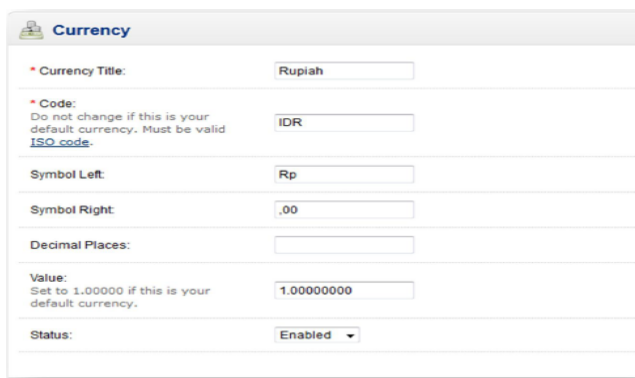 Currency
* Currency Title:
Rupiah
* Code:
Do not change if this is your
default currency. Must be valid
ISO code.
IDR
Symbol Left:
Rp
Symbol Right:
,00
Decimal Places:
Value:
Set to 1.00000 if this is your
default currency.
1.00000000
Status:
Enabled